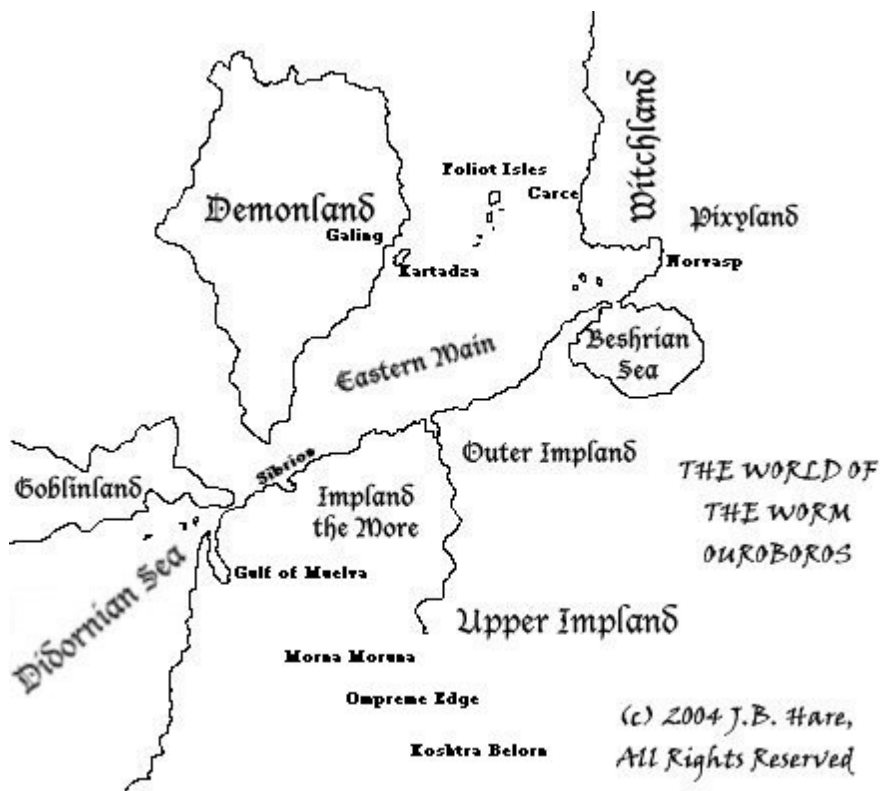 Witchland
Foliot Isles
Carce
Demonland
Pixyland
Galing
Kartadza
Norvasp
Eastern Main
Beshrian
Sea
Sibrion
Outer Impland
THE WORLD OF
THE WORM
OUROBOROS
Goblinland
Impland
the More
Didornian Sea
Gulf of Muelva
Upper Impland
Morna Moruna
Ompreme Edge
Koshtra Belorn
(c) 2004 J.B. Hare,
All Rights Reserved